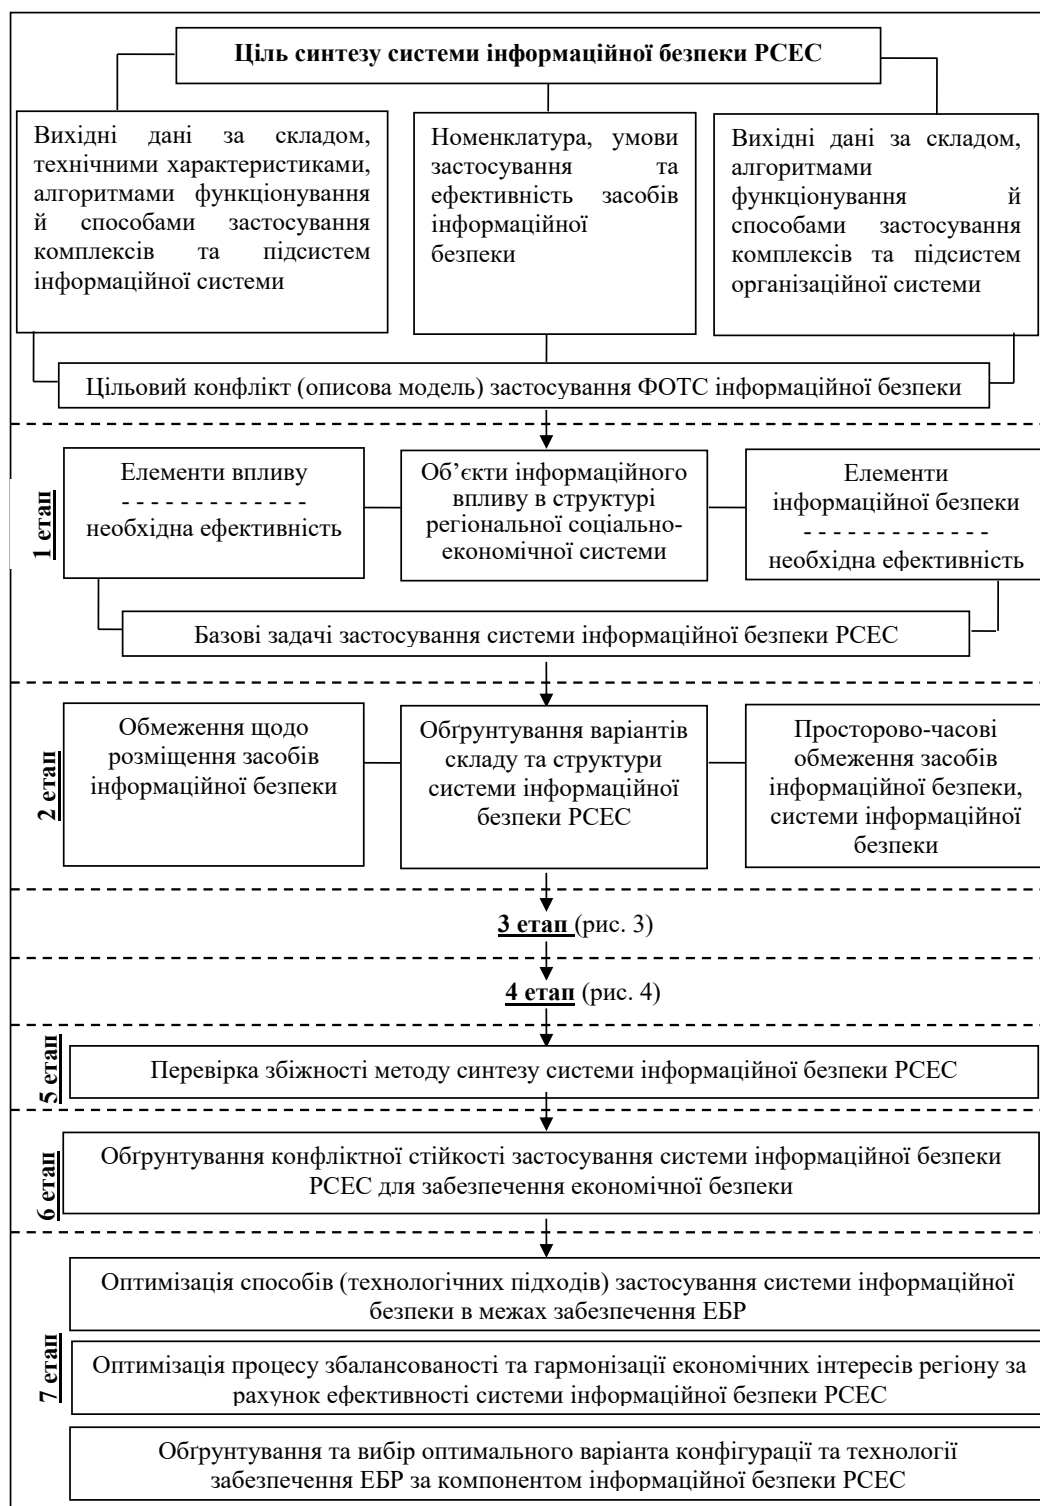 Ціль синтезу системи інформаційної безпеки РСЕС
Вихідні дані за складом,
технічними характеристиками,
алгоритмами функціонування
й способами застосування
комплексів та підсистем
інформаційної системи
Номенклатура, умови
застосування та
ефективність засобів
інформаційної
безпеки
Вихідні дані за складом,
алгоритмами
функціонування й
способами застосування
комплексів та підсистем
організаційної системи
Цільовий конфлікт (описова модель) застосування ФОТС інформаційної безпеки
1 етап
Елементи впливу
- - - - - - - - - - - - -
необхідна ефективність
Об’єкти інформаційного
впливу в структурі
регіональної соціально-
економічної системи
Елементи
інформаційної безпеки
- - - - - - - - - - - - -
необхідна ефективність
Базові задачі застосування системи інформаційної безпеки РСЕС
2 етап
Обмеження щодо
розміщення засобів
інформаційної безпеки
Обґрунтування варіантів
складу та структури
системи інформаційної
безпеки РСЕС
Просторово-часові
обмеження засобів
інформаційної безпеки,
системи інформаційної
безпеки
3 етап (рис. 3)
4 етап (рис. 4)
5 етап
Перевірка збіжності методу синтезу системи інформаційної безпеки РСЕС
6 етап
Обґрунтування конфліктної стійкості застосування системи інформаційної безпеки
РСЕС для забезпечення економічної безпеки
7 етап
Оптимізація способів (технологічних підходів) застосування системи інформаційної
безпеки в межах забезпечення ЕБР
Оптимізація процесу збалансованості та гармонізації економічних інтересів регіону за
рахунок ефективності системи інформаційної безпеки РСЕС
Обґрунтування та вибір оптимального варіанта конфігурації та технології
забезпечення ЕБР за компонентом інформаційної безпеки РСЕС